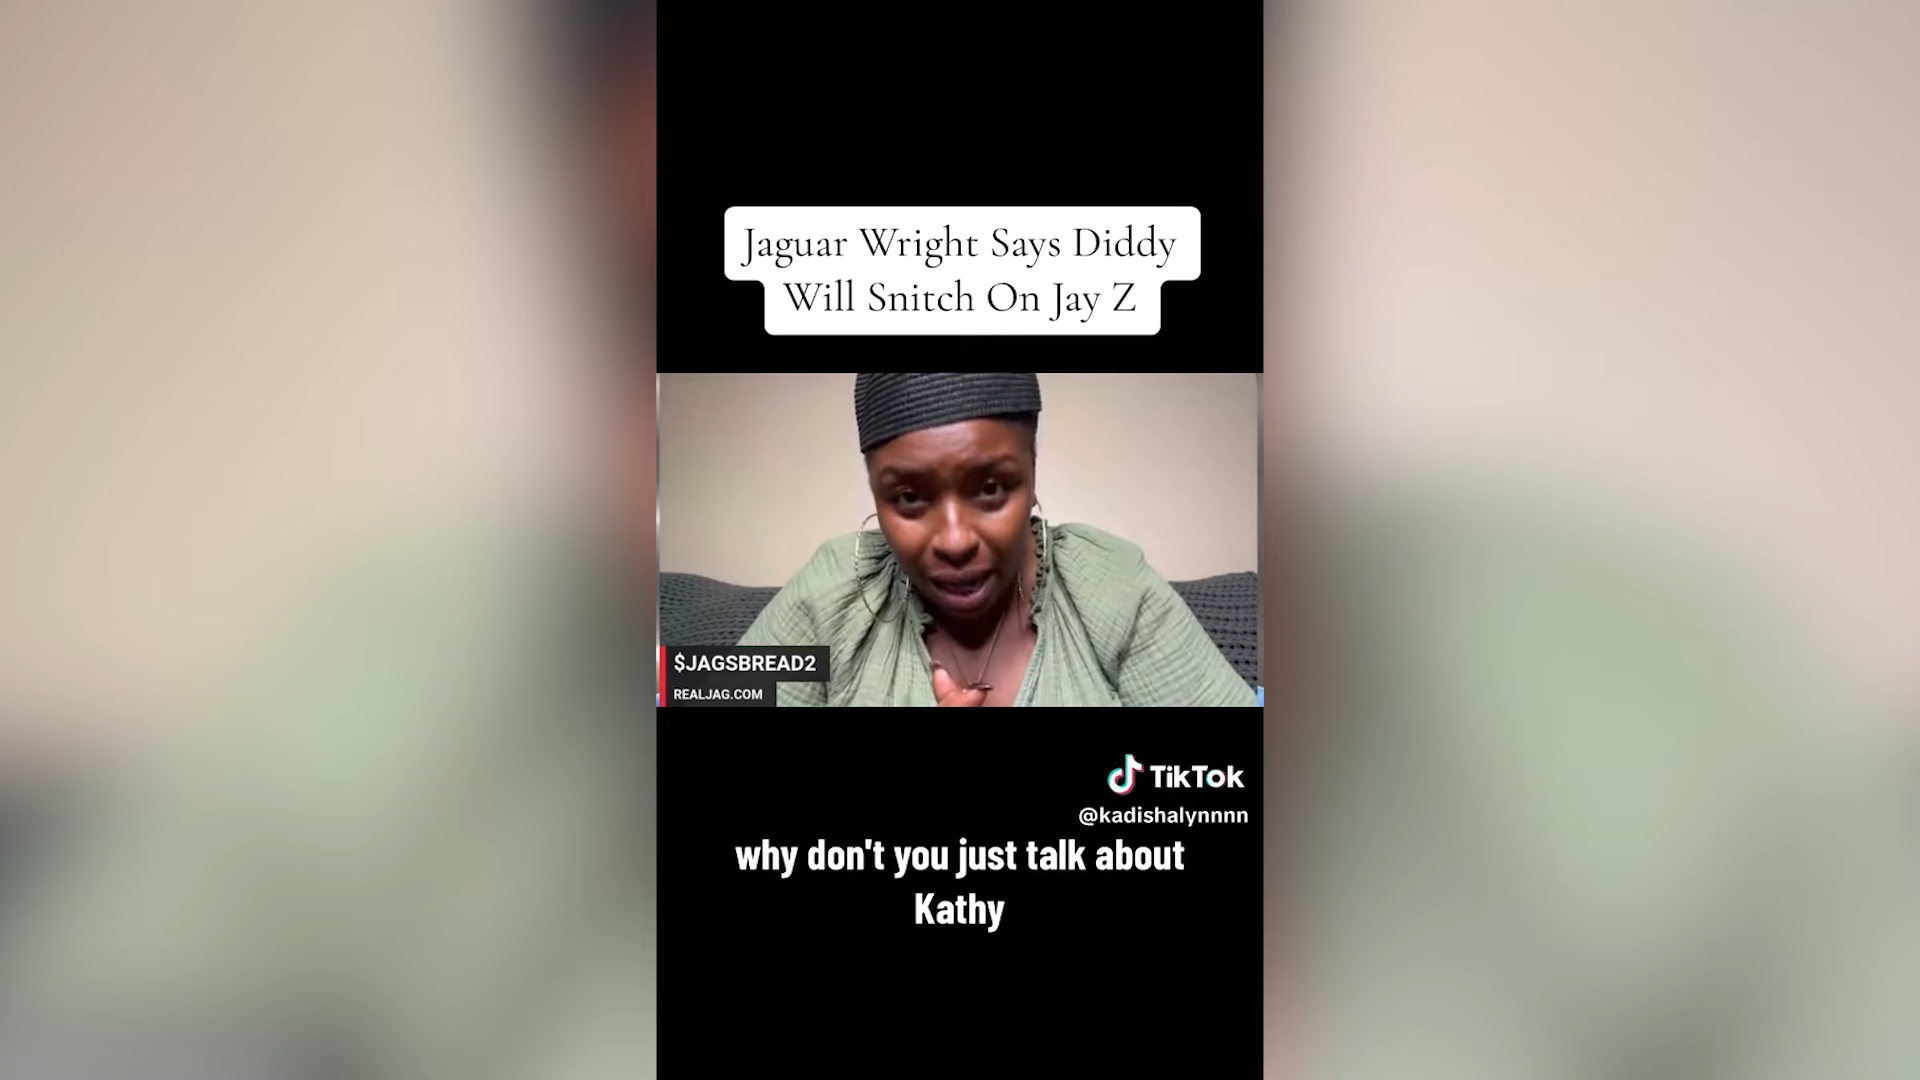 Jaguar Wright Says Diddy
Will Snitch On Jay Z
$JAGSBREAD2
REALJAG.COM
TikTok
@kadishalynnnn
why don't you just talk about
Kathy